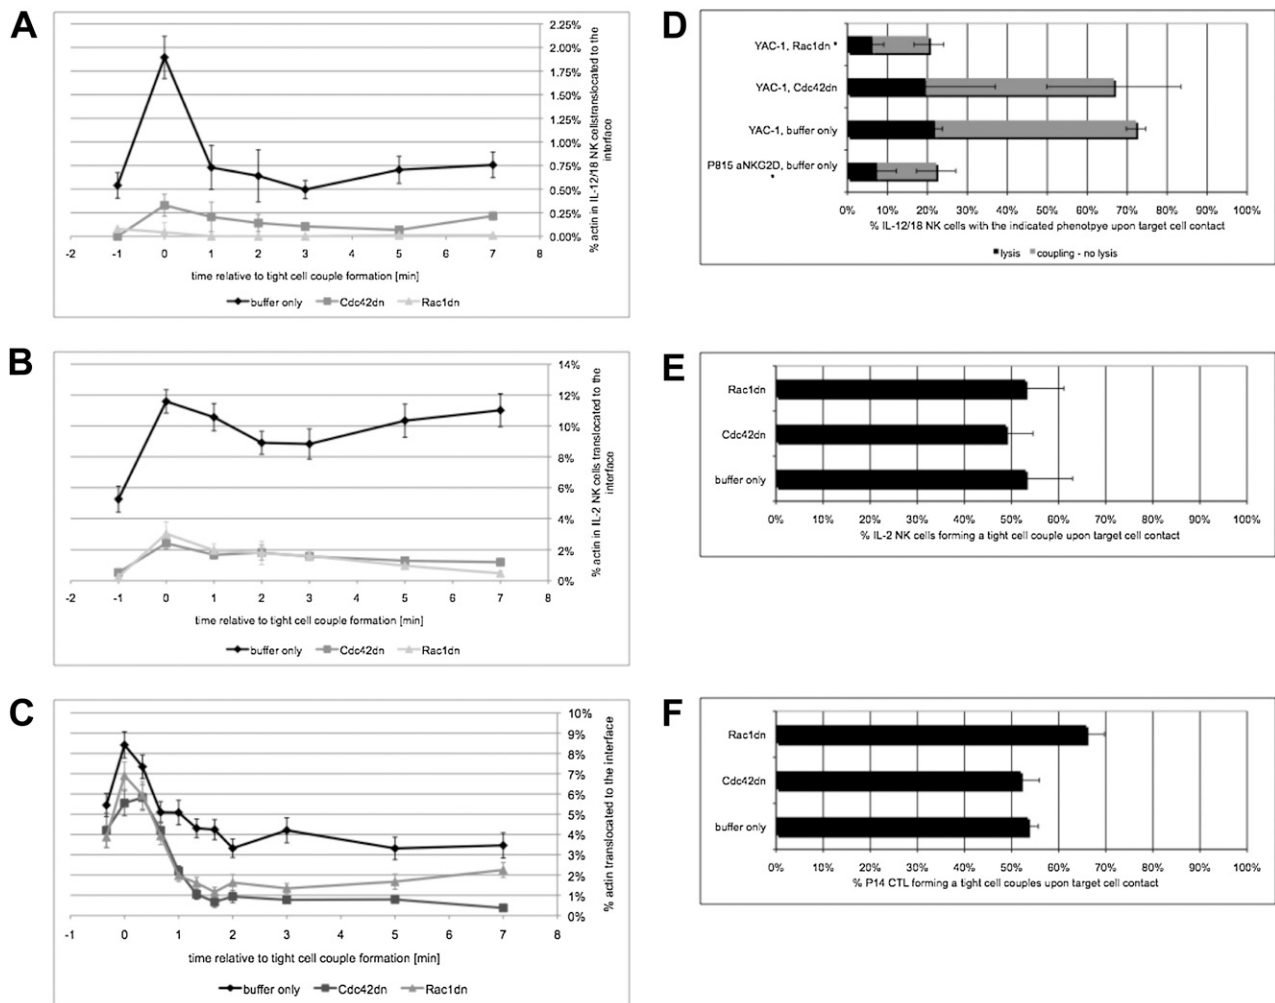 A
2.25%
2.00%
1.75%
1.50%
1.25%
1.00%
0.75%
0.50%
0.25%
0.00%
-2 -1 0 1 2 3 4 5 6 7 8
% actin in IL-12/18 NK cellstranslocated to the
interface
time relative to tight cell couple formation [min]
buffer only Cdc42dn Rac1dn
B
14%
12%
10%
8%
6%
4%
2%
0%
-2 -1 0 1 2 3 4 5 6 7 8
% actin in IL-2 NK cells translocated to the
interface
time relative to tight cell couple formation [min]
buffer only Cdc42dn Rac1dn
C
10%
9%
8%
7%
6%
5%
4%
3%
2%
1%
0%
-1 0 1 2 3 4 5 6 7 8
% actin translocated to the interface
time relative to tight cell couple formation [min]
buffer only Cdc42dn Rac1dn
D
YAC-1, Rac1dn *
YAC-1, Cdc42dn
YAC-1, buffer only
P815 aNKG2D, buffer only
*
0% 10% 20% 30% 40% 50% 60% 70% 80% 90% 100%
% IL-12/18 NK cells with the indicated phenotpye upon target cell contact
lysis coupling - no lysis
E
Rac1dn
Cdc42dn
buffer only
0% 10% 20% 30% 40% 50% 60% 70% 80% 90% 100%
% IL-2 NK cells forming a tight cell couple upon target cell contact
F
Rac1dn
Cdc42dn
buffer only
0% 10% 20% 30% 40% 50% 60% 70% 80% 90% 100%
% P14 CTL forming a tight cell couples upon target cell contact